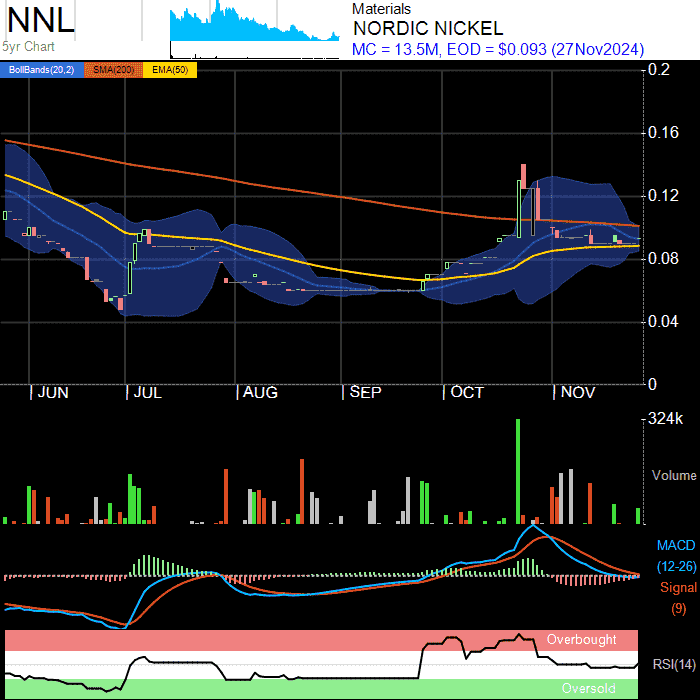 NNL
5yr Chart
Materials
NORDIC NICKEL
MC = 13.5M, EOD = $0.093 (27Nov2024)
BollBands(20,2) SMA(200) EMA(50)
0.2
0.16
0.12
0.08
0.04
0
JUN JUL AUG SEP OCT NOV
324k
Volume
MACD
(12-26)
Signal
(9)
Overbought
RSI(14)
Oversold